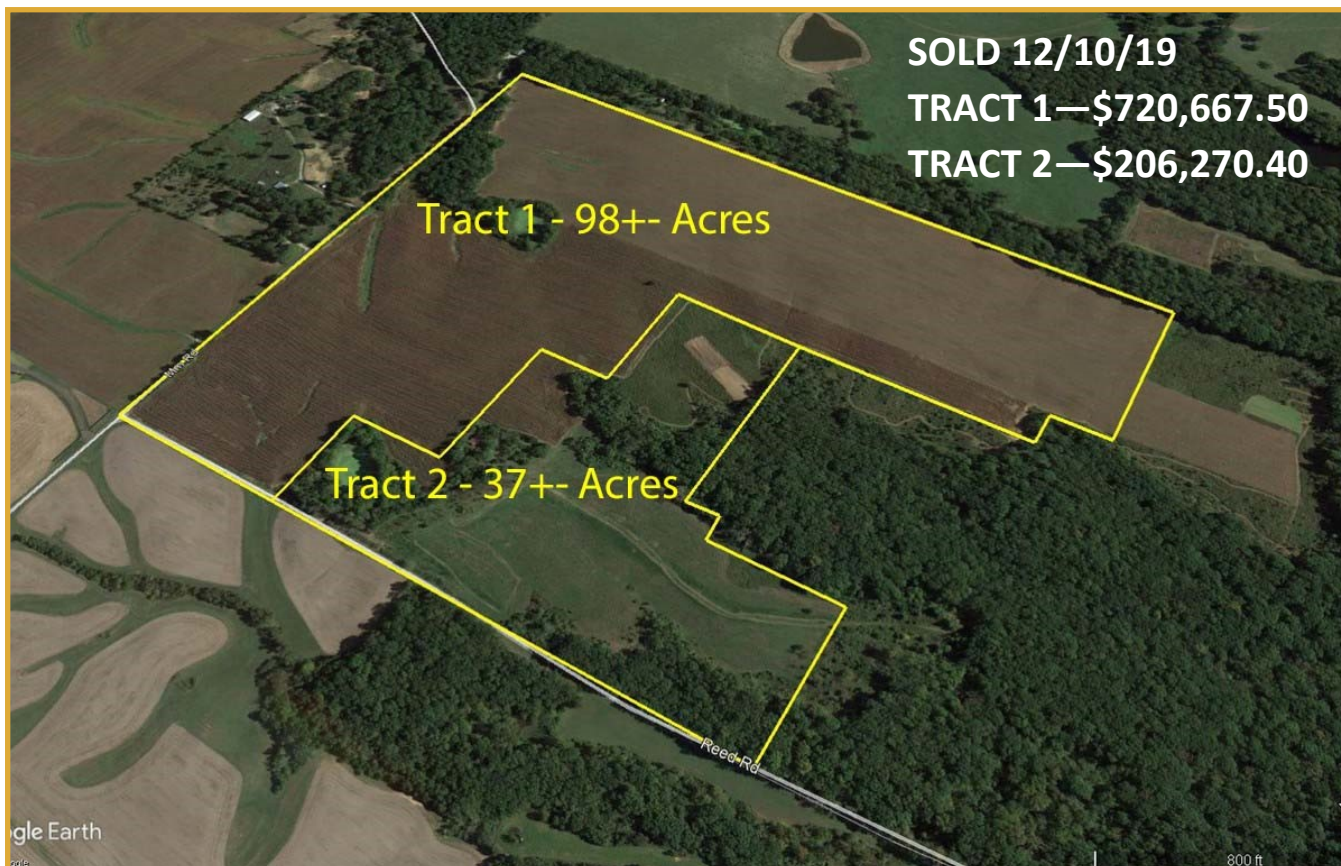 SOLD 12/10/19
TRACT 1—$720,667.50
TRACT 2—$206,270.40
Tract 1 - 98+- Acres
Tract 2 - 37+- Acres
Reed Rd
gle Earth
800 ft